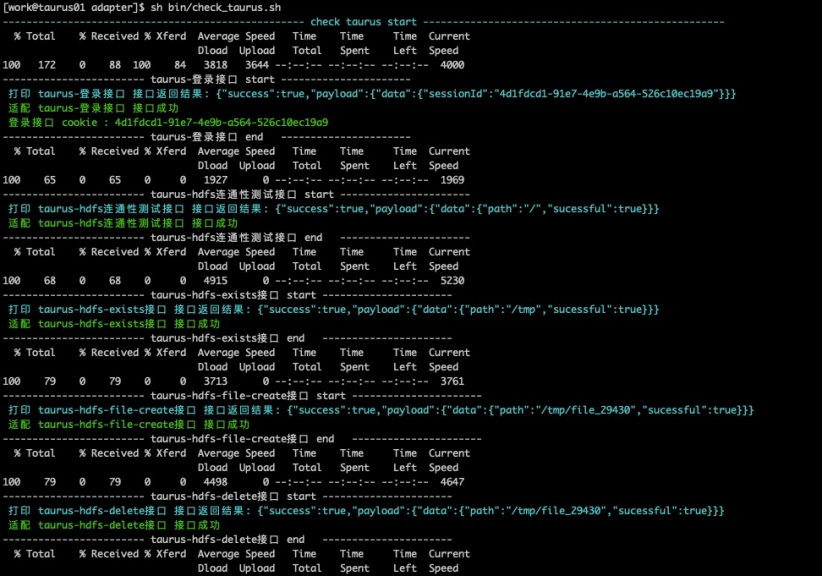 [work@taurus01 adapter]$ sh bin/check_taurus.sh
----------------------------------------- check taurus start -----------------------------------------
% Total % Received % Xferd Average Speed Time Time Time Current
Dload Upload Total Spent Left Speed
100 172 0 88 100 84 3818 3644 --:--:-- --:--:-- --:--:-- 4000
-------------------- taurus-登录接口 start --------------------
打印 taurus-登录接口 接口返回结果: {"success":true,"payload":{"data":{"sessionId":"4d1fdcd1-91e7-4e9b-a564-526c10ec19a9"}}}
适配 taurus-登录接口 接口成功
登录接口 cookie : 4d1fdcd1-91e7-4e9b-a564-526c10ec19a9
-------------------- taurus-登录接口 end --------------------
% Total % Received % Xferd Average Speed Time Time Time Current
Dload Upload Total Spent Left Speed
100 65 0 65 0 0 1927 0 --:--:-- --:--:-- --:--:-- 1969
-------------------- taurus-hdfs连通性测试接口 start --------------------
打印 taurus-hdfs连通性测试接口 接口返回结果: {"success":true,"payload":{"data":{"path":"/","sucessful":true}}}
适配 taurus-hdfs连通性测试接口 接口成功
-------------------- taurus-hdfs连通性测试接口 end --------------------
% Total % Received % Xferd Average Speed Time Time Time Current
Dload Upload Total Spent Left Speed
100 68 0 68 0 0 4915 0 --:--:-- --:--:-- --:--:-- 5230
-------------------- taurus-hdfs-exists接口 start --------------------
打印 taurus-hdfs-exists接口 接口返回结果: {"success":true,"payload":{"data":{"path":"/tmp","sucessful":true}}}
适配 taurus-hdfs-exists接口 接口成功
-------------------- taurus-hdfs-exists接口 end --------------------
% Total % Received % Xferd Average Speed Time Time Time Current
Dload Upload Total Spent Left Speed
100 79 0 79 0 0 3713 0 --:--:-- --:--:-- --:--:-- 3761
-------------------- taurus-hdfs-file-create接口 start --------------------
打印 taurus-hdfs-file-create接口 接口返回结果: {"success":true,"payload":{"data":{"path":"/tmp/file_29430","sucessful":true}}}
适配 taurus-hdfs-file-create接口 接口成功
-------------------- taurus-hdfs-file-create接口 end --------------------
% Total % Received % Xferd Average Speed Time Time Time Current
Dload Upload Total Spent Left Speed
100 79 0 79 0 0 4498 0 --:--:-- --:--:-- --:--:-- 4647
-------------------- taurus-hdfs-delete接口 start --------------------
打印 taurus-hdfs-delete接口 接口返回结果: {"success":true,"payload":{"data":{"path":"/tmp/file_29430","sucessful":true}}}
适配 taurus-hdfs-delete接口 接口成功
-------------------- taurus-hdfs-delete接口 end --------------------
% Total % Received % Xferd Average Speed Time Time Time Current
Dload Upload Total Spent Left Speed